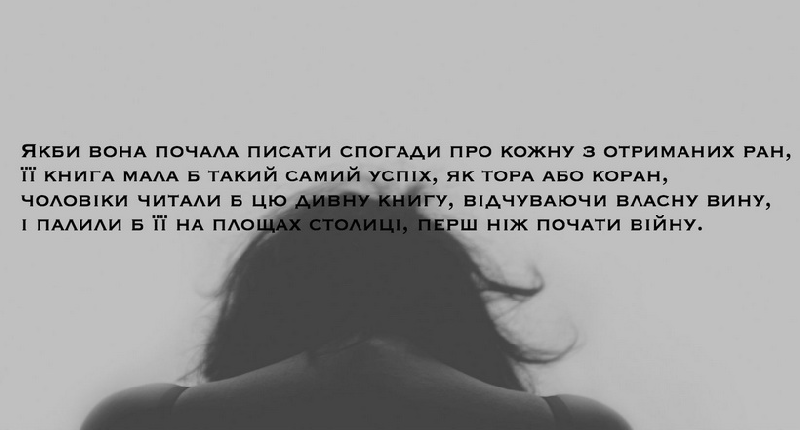 Якби вона почала писати спогади про кожну з отриманих ран,
її книга мала б такий самий успіх, як Тора або Коран,
чоловіки читали б цю дивну книгу, відчуваючи власну вину,
і палили б її на площах столиці, перш ніж почати війну.